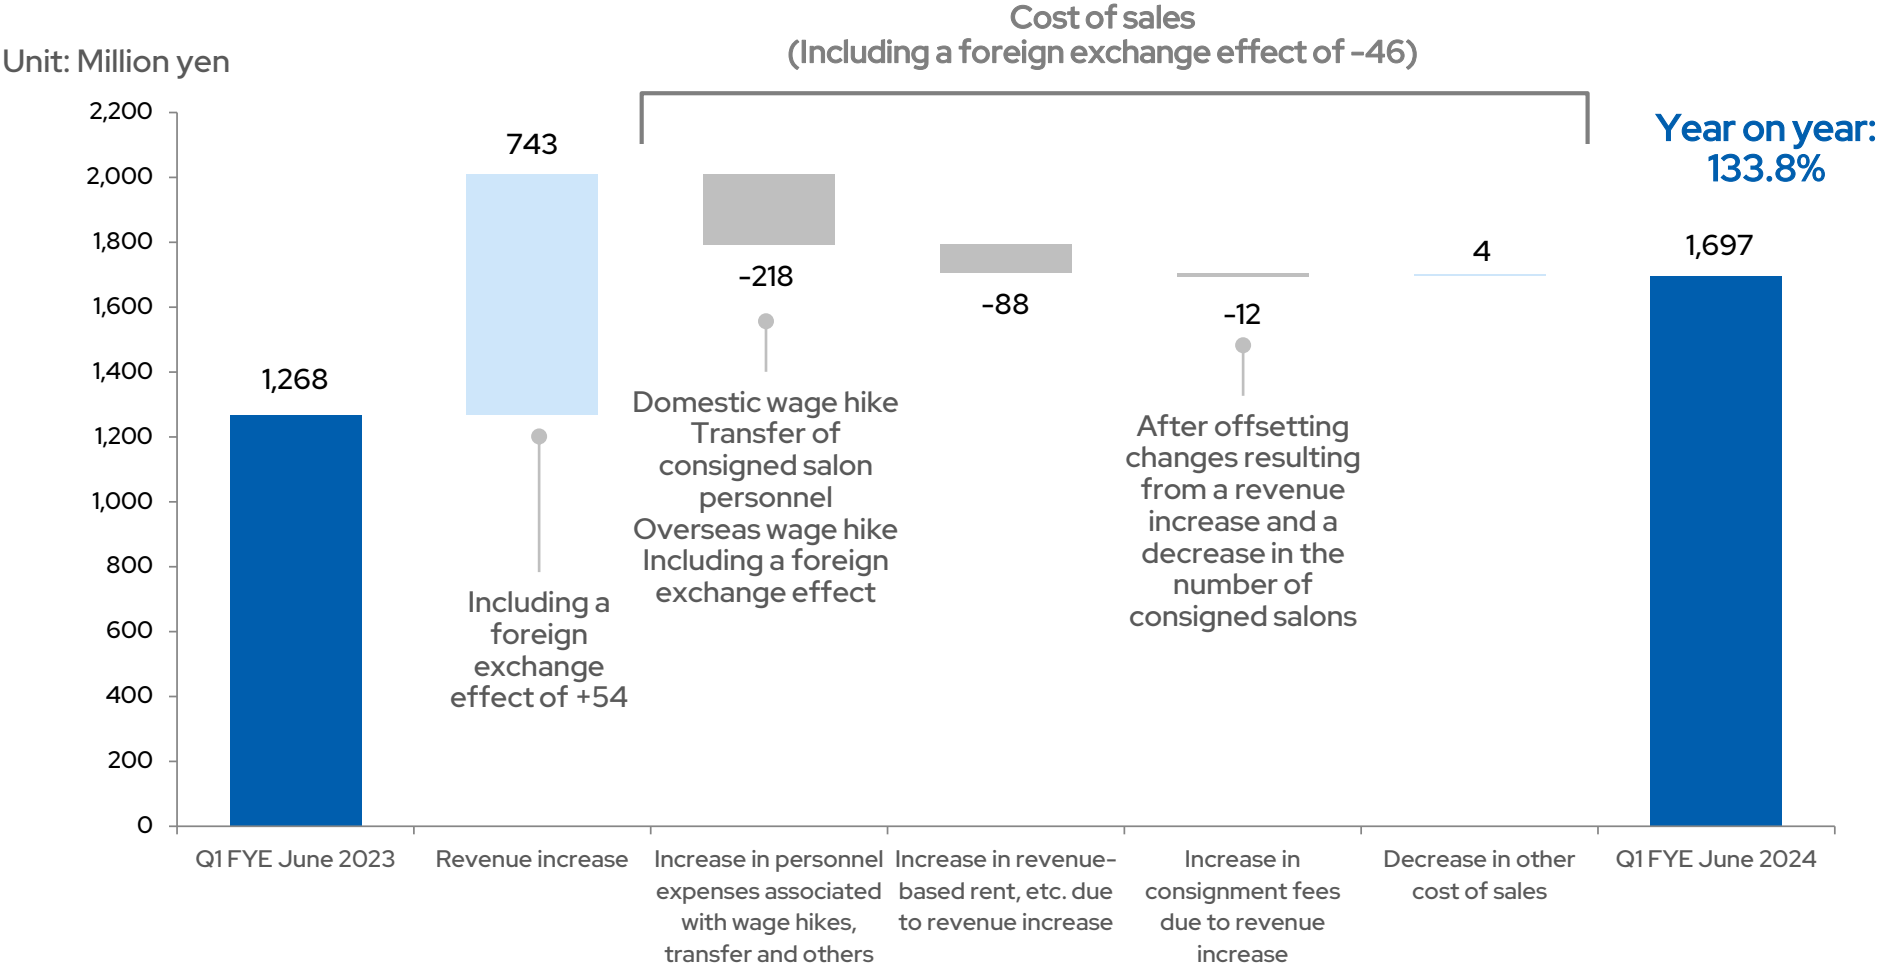 Cost of sales
(Including a foreign exchange effect of -46)
Unit: Million yen
Year on year:
133.8%
2,200
2,000
1,800
1,600
1,400
1,200
1,000
800
600
400
200
0
1,268
743
-218
-88
-12
4
1,697
Including a
foreign
exchange
effect of +54
Domestic wage hike
Transfer of
consigned salon
personnel
Overseas wage hike
Including a foreign
exchange effect
After offsetting
changes resulting
from a revenue
increase and a
decrease in the
number of
consigned salons
Q1 FYE June 2023
Revenue increase
Increase in personnel
expenses associated
with wage hikes,
transfer and others
Increase in revenue-
based rent, etc. due
to revenue increase
Increase in
consignment fees
due to revenue
increase
Decrease in other
cost of sales
Q1 FYE June 2024